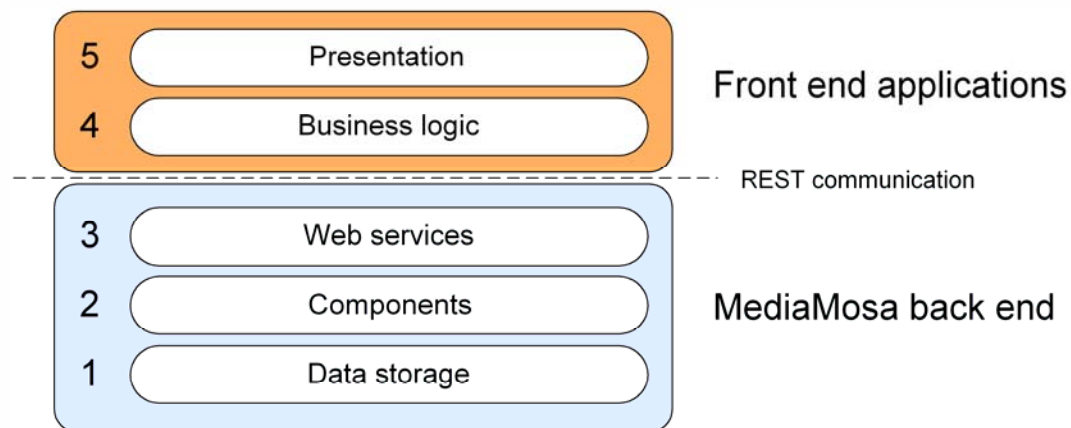 5 Presentation
4 Business logic
Front end applications
REST communication
3 Web services
2 Components
1 Data storage
MediaMosa back end